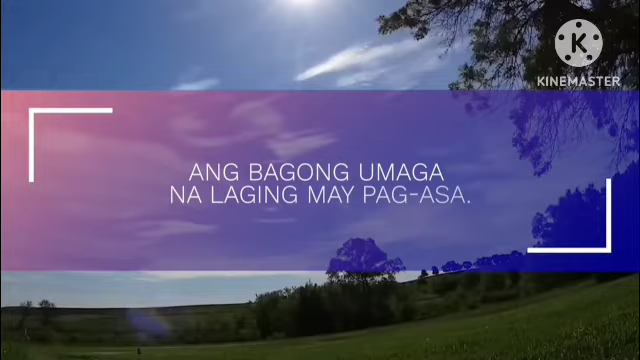 KINEMASTER
ANG BAGONG UMAGA
NA LAGING MAY PAG-ASA.